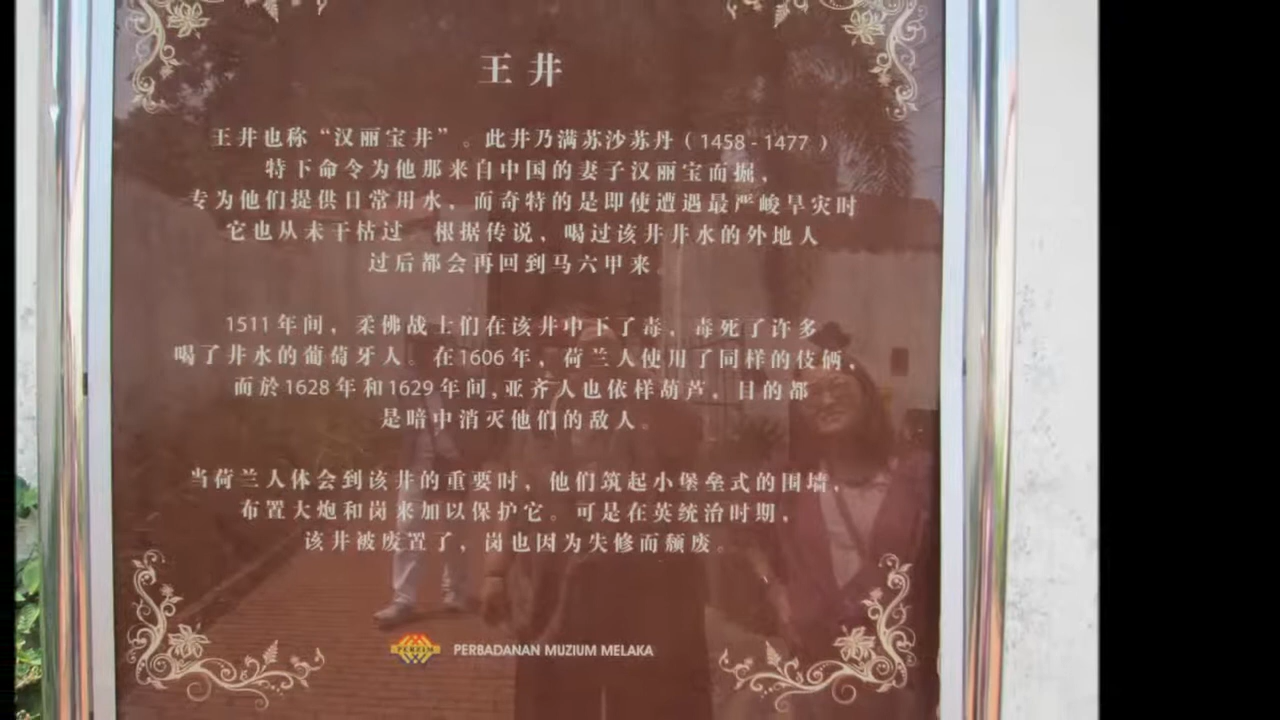 王井
王井也称“汉丽宝井”。此井乃满苏沙苏丹（1458 - 1477 ）
特下命令为他那来自中国的妻子汉丽宝而掘，
专为他们提供日常用水，而奇特的是即使遭遇最严峻旱灾时
它也从未干枯过 根据传说，喝过该井井水的外地人
过后都会再回到马六甲来。
1511 年间，柔佛战士们在该井中下了毒，毒死了许多
喝了井水的葡萄牙人。在1606 年，荷兰人使用了同样的伎俩，
而於1628 年和1629 年间,亚齐人也依样葫芦，目的都
是暗中消灭他们的敌人。
当荷兰人体会到该井的重要时，他们筑起小堡垒式的围墙，
布置大炮和岗来加以保护它。可是在英统治时期，
该井被废置了，岗也因为失修而颓废。
PERZIM
PERBADANAN MUZIUM MELAKA